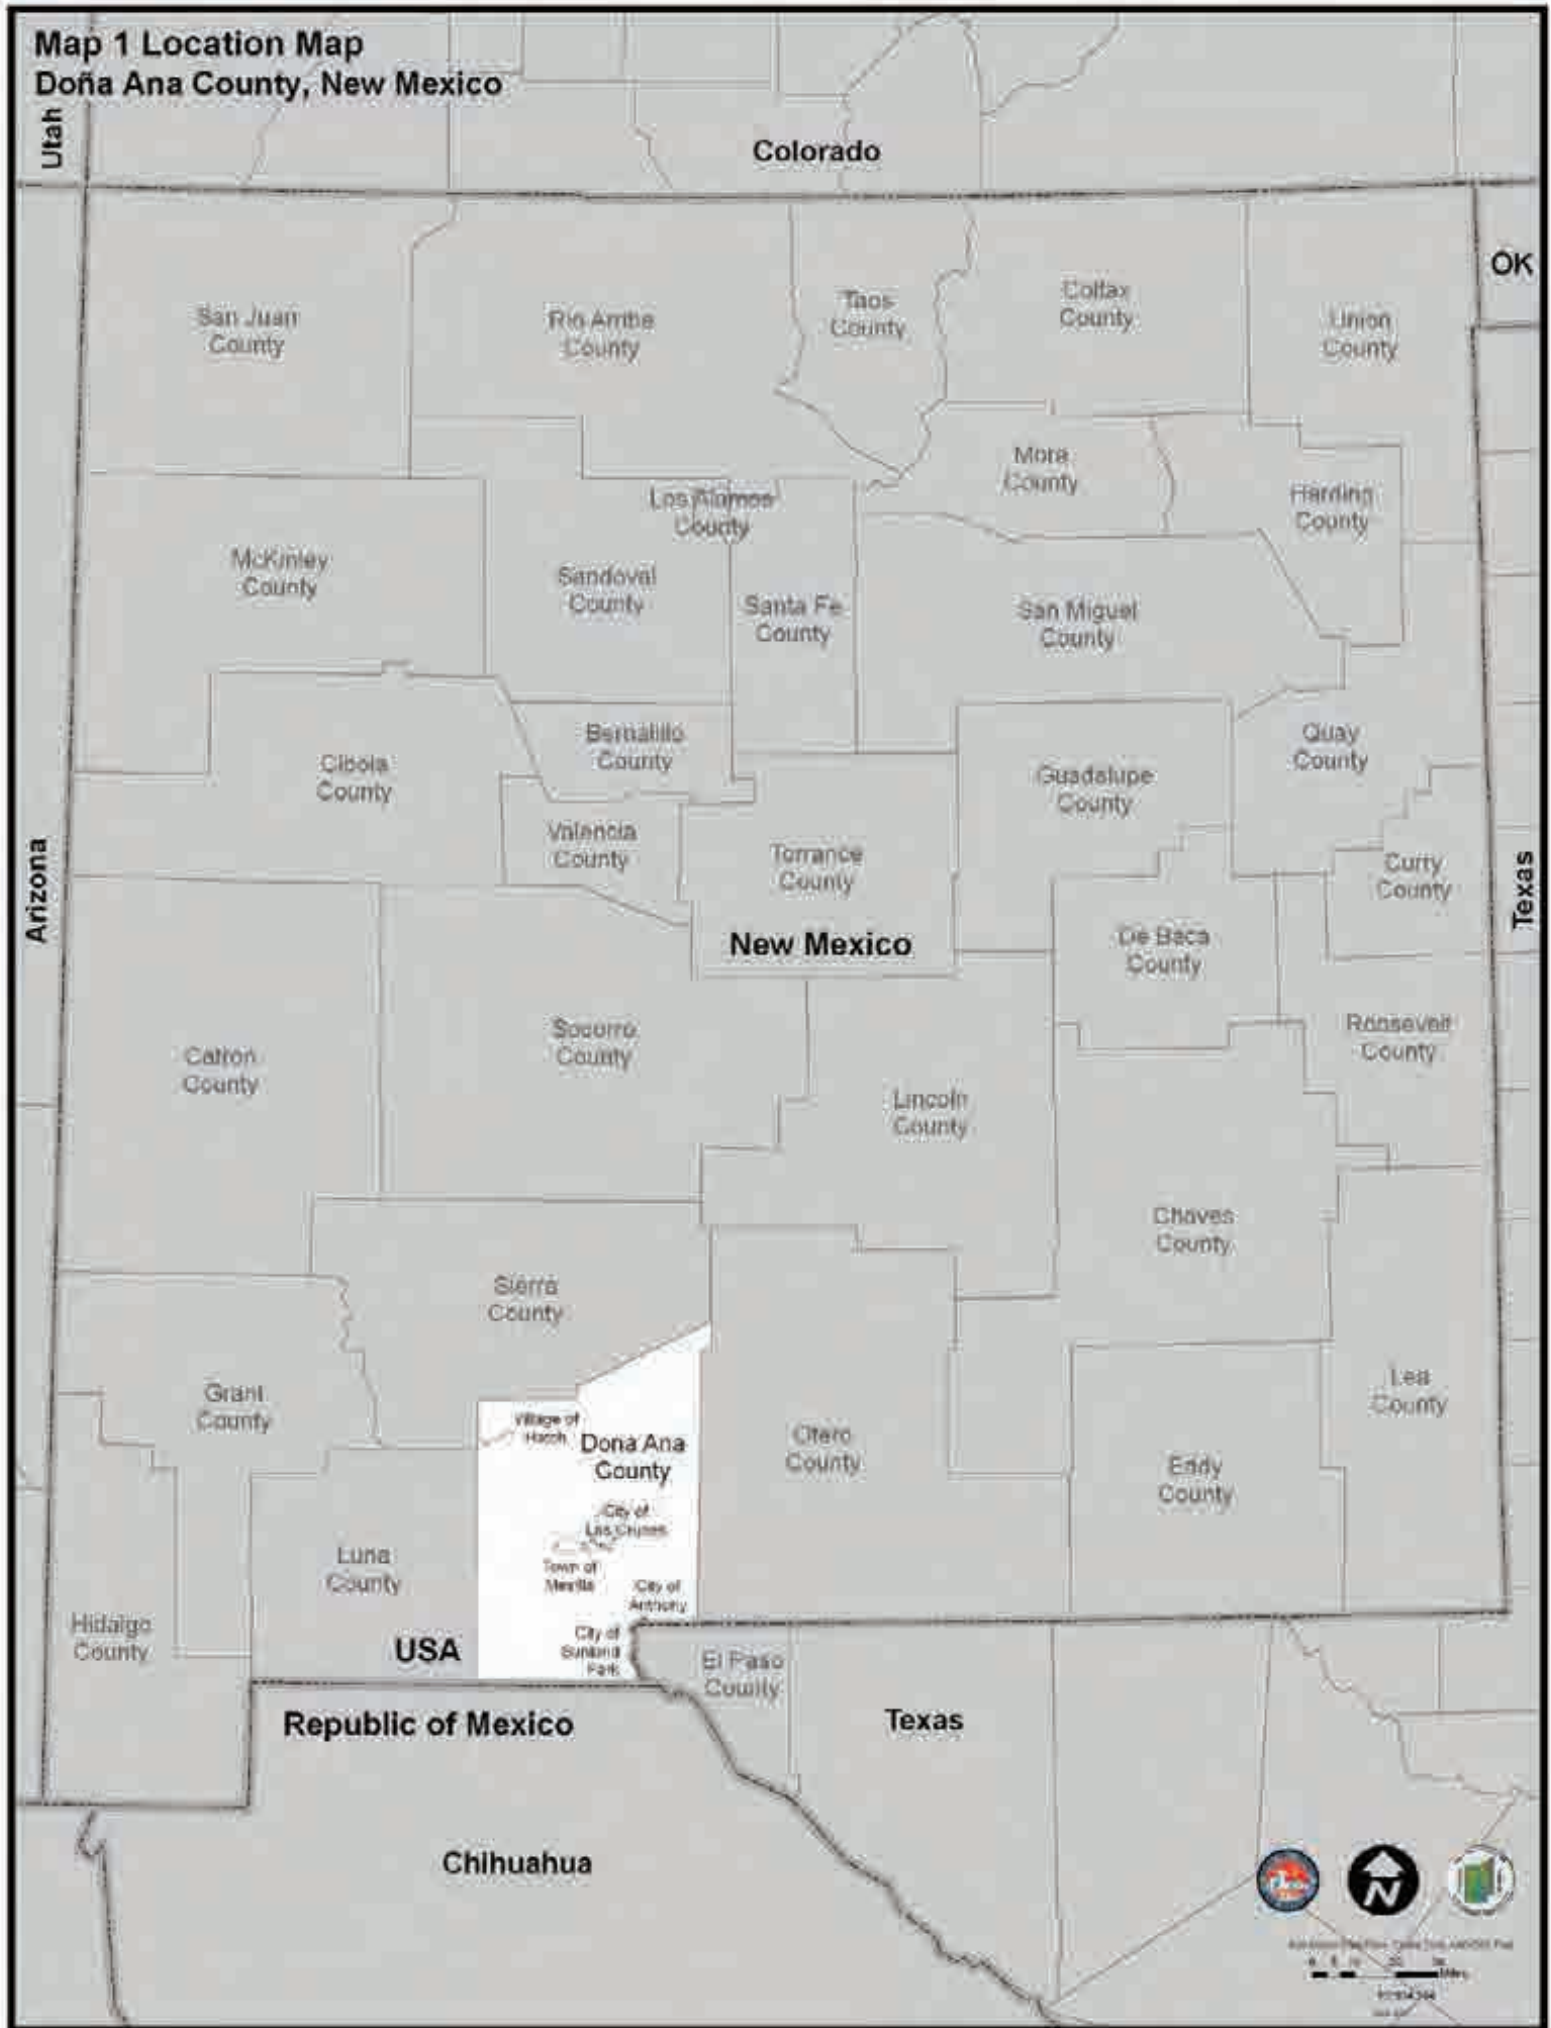 Map 1 Location Map
Doña Ana County, New Mexico
Utah
Colorado
OK
San Juan
County
Rio Arriba
County
Taos
County
Colfax
County
Union
County
Mora
County
Harding
County
Los Alamos
County
McKinley
County
Sandoval
County
Santa Fe
County
San Miguel
County
Bernalillo
County
Quay
County
Cibola
County
Guadalupe
County
Valencia
County
Torrance
County
Curry
County
Arizona
Texas
New Mexico
De Baca
County
Socorro
County
Roosevelt
County
Catron
County
Lincoln
County
Chaves
County
Sierra
County
Grant
County
Lea
County
Village of
Hatch
Dona Ana
County
Otero
County
Eddy
County
City of
Las Cruces
Luna
County
Town of
Mesilla
City of
Anthony
Hidalgo
County
USA
City of
Sunland
Park
El Paso
County
Republic of Mexico
Texas
Chihuahua
N
Miles